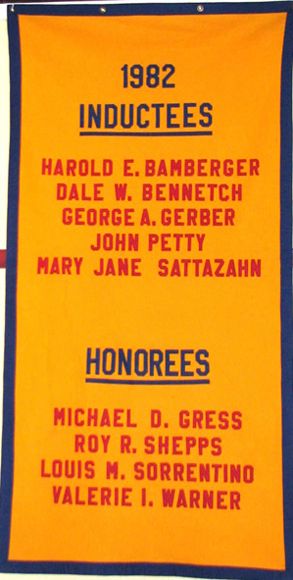 1982
INDUCTEES
HAROLD E. BAMBERGER
DALE W. BENNETCH
GEORGE A. GERBER
JOHN PETTY
MARY JANE SATTAZAHN
HONOREES
MICHAEL D. GRESS
ROY R. SHEPPS
LOUIS M. SORRENTINO
VALERIE I. WARNER